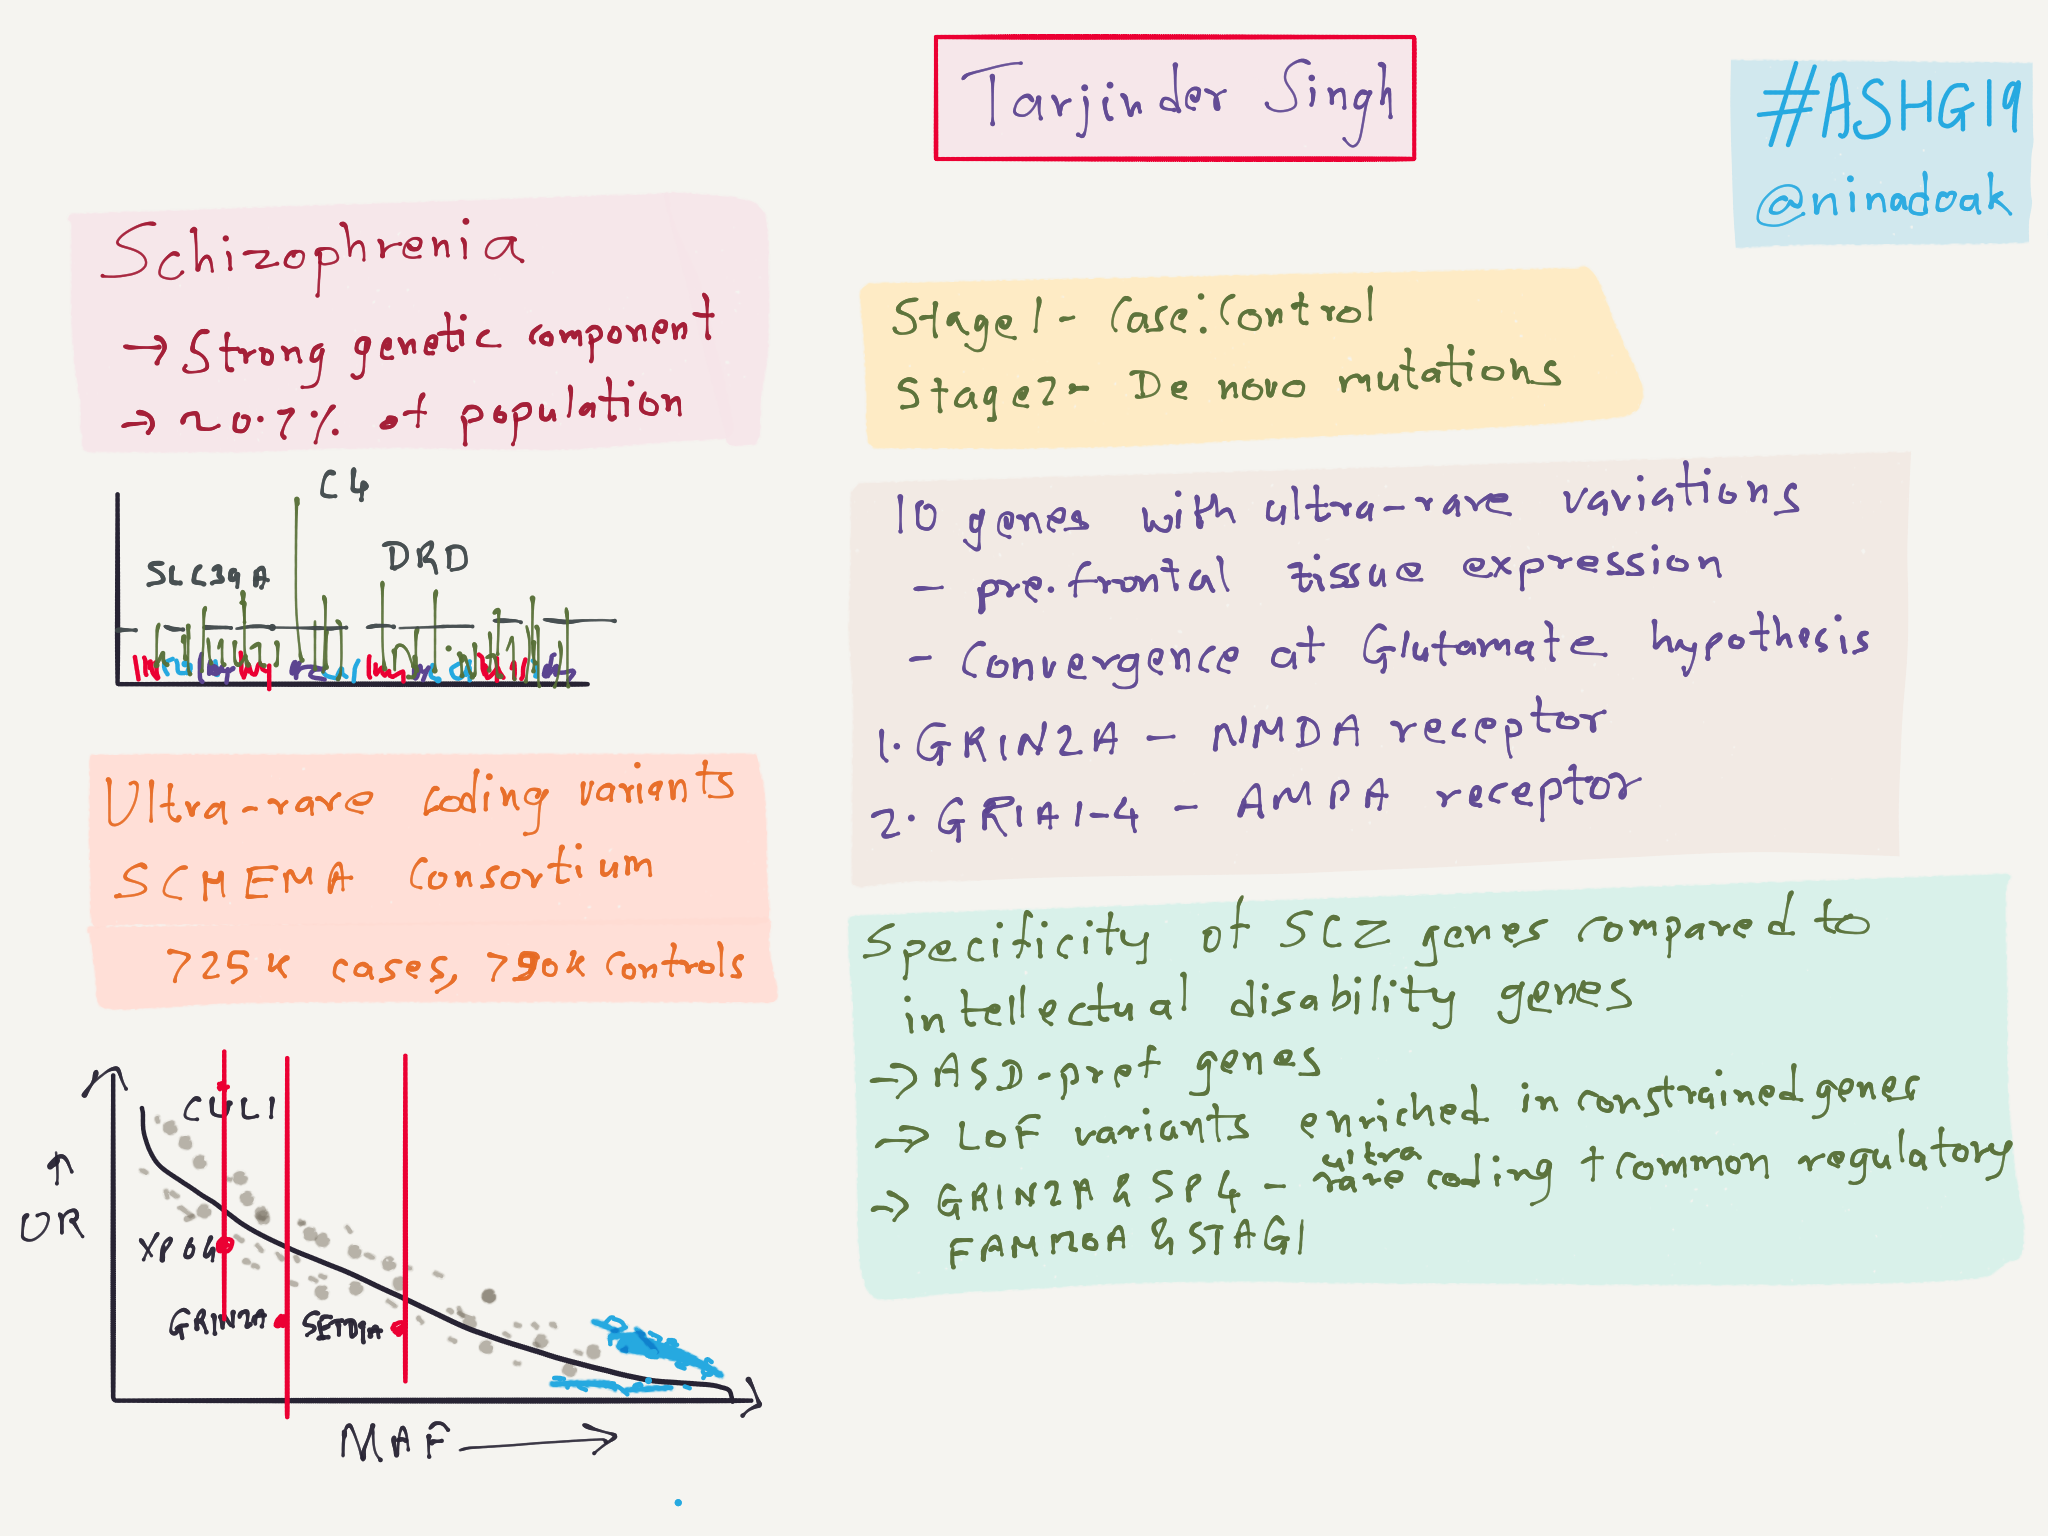 Tarjinder Singh
#ASHG19
@ninadoak
Schizophrenia
→ Strong genetic component
→ ~0.7% of population
C4
SLC39A
DRD
Ultra-rare coding variants
SCHEMA Consortium
>25K cases, >90K controls
CUL1
XPO4
GRIN2A
SETD1A
↑
OR
MAF →
Stage 1 - Case:Control
Stage 2 - De novo mutations
10 genes with ultra-rare variations
- pre.frontal tissue expression
- Convergence at Glutamate hypothesis
1. GRIN2A - NMDA receptor
2. GRIA1-4 - AMPA receptor
Specificity of SCZ genes compared to
intellectual disability genes
→ ASD-pref genes
→ LoF variants enriched in constrained genes
→ GRIN2A & SP4 - ultra rare coding + common regulatory
FAM120A & STAG1